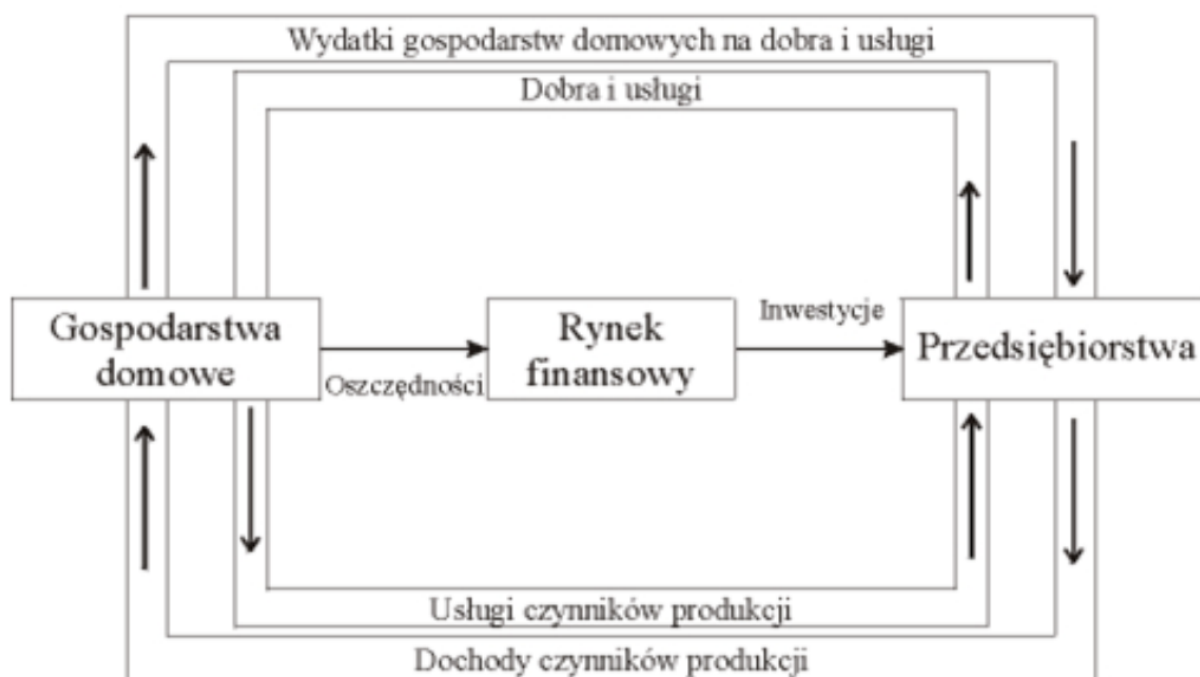 Wydatki gospodarstw domowych na dobra i usługi
Dobra i usługi
Gospodarstwa
domowe
Oszczędności
Rynek
finansowy
Inwestycje
Przedsiębiorstwa
Usługi czynników produkcji
Dochody czynników produkcji